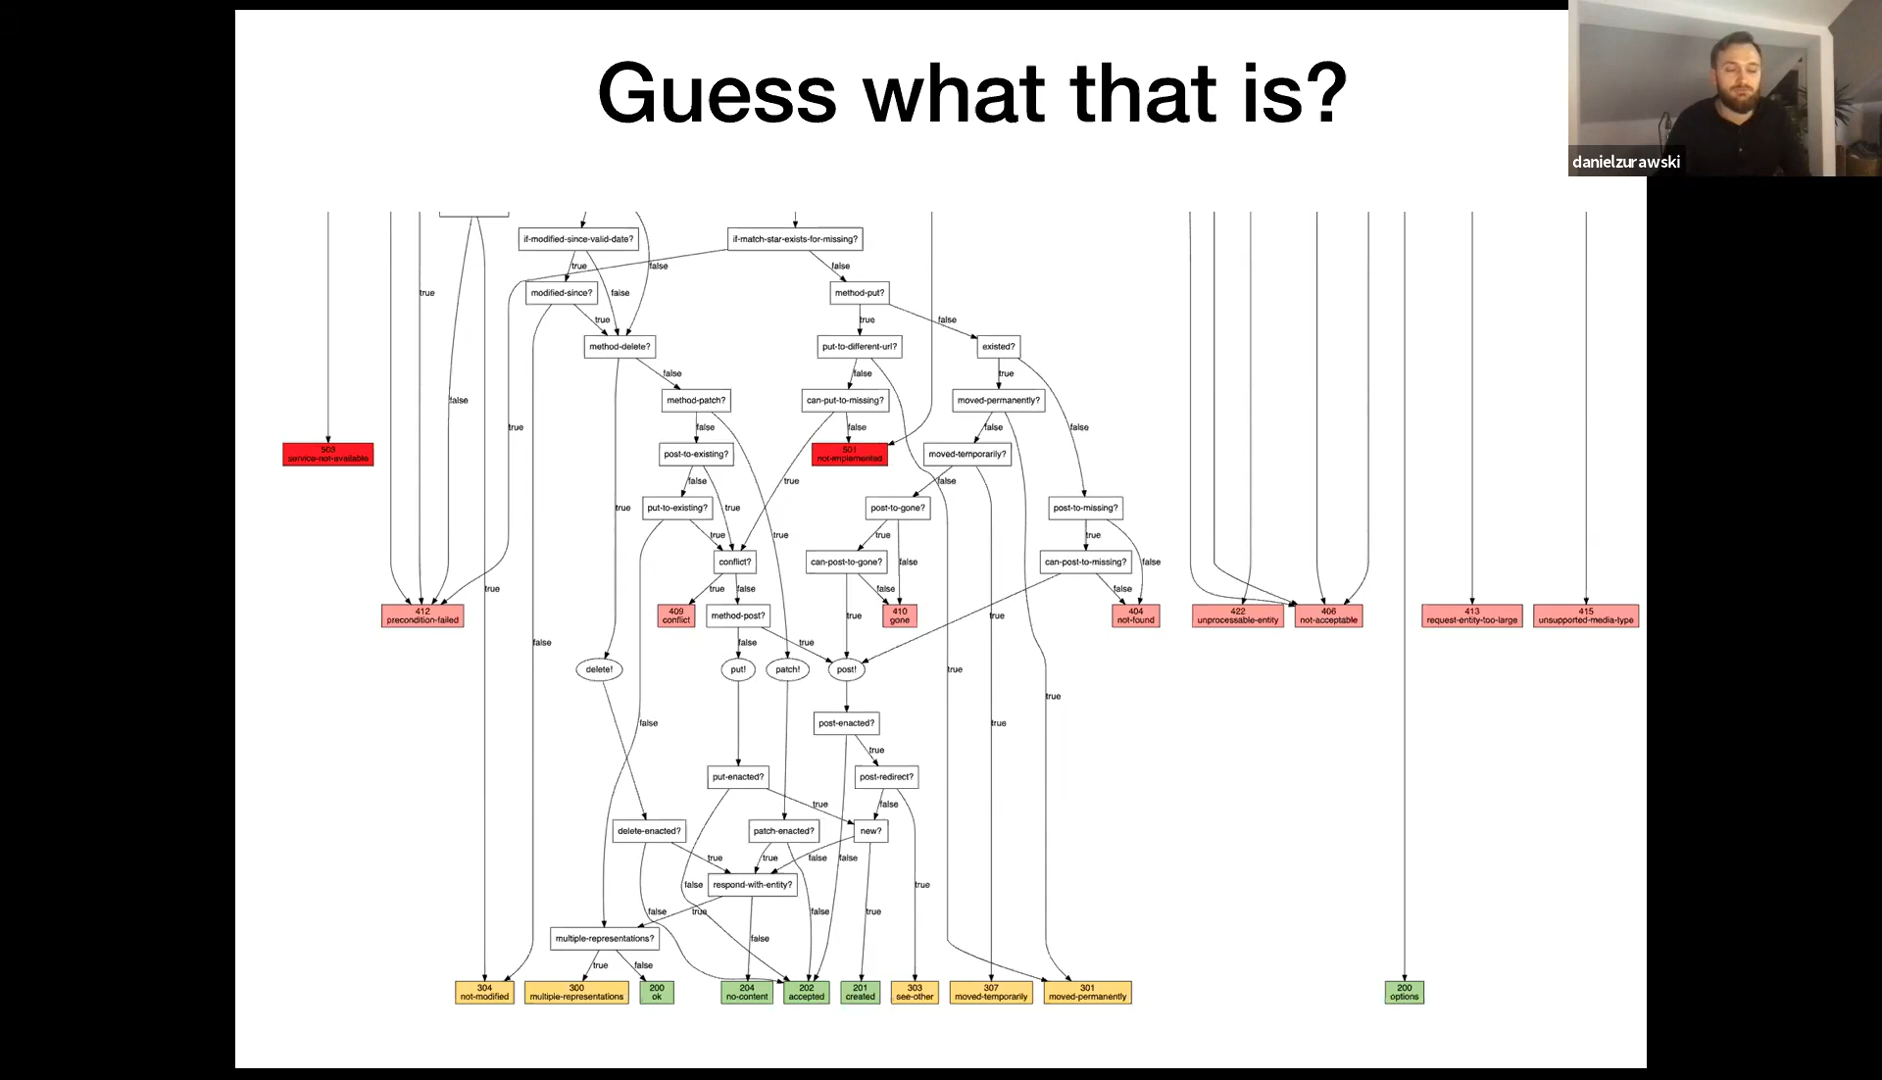 Guess what that is?
danielzurawski
if-modified-since-valid-date?
if-match-star-exists-for-missing?
true
false
false
true
modified-since?
false
method-put?
true
true
false
method-delete?
put-to-different-url?
existed?
false
false
true
method-patch?
can-put-to-missing?
moved-permanently?
false
true
false
false
false
false
503
service-not-available
post-to-existing?
501
not-implemented
moved-temporarily?
false
true
false
put-to-existing?
true
true
post-to-gone?
post-to-missing?
true
true
true
true
conflict?
can-post-to-gone?
false
can-post-to-missing?
false
true
true
false
false
false
412
precondition-failed
409
conflict
method-post?
true
410
gone
true
404
not-found
422
unprocessable-entity
406
not-acceptable
413
request-entity-too-large
415
unsupported-media-type
false
false
true
delete!
put!
patch!
post!
true
true
false
post-enacted?
true
true
put-enacted?
post-redirect?
true
false
delete-enacted?
patch-enacted?
new?
true
true
false
false
false
respond-with-entity?
true
false
true
false
true
multiple-representations?
false
true
false
304
not-modified
300
multiple-representations
200
ok
204
no-content
202
accepted
201
created
303
see-other
307
moved-temporarily
301
moved-permanently
200
options